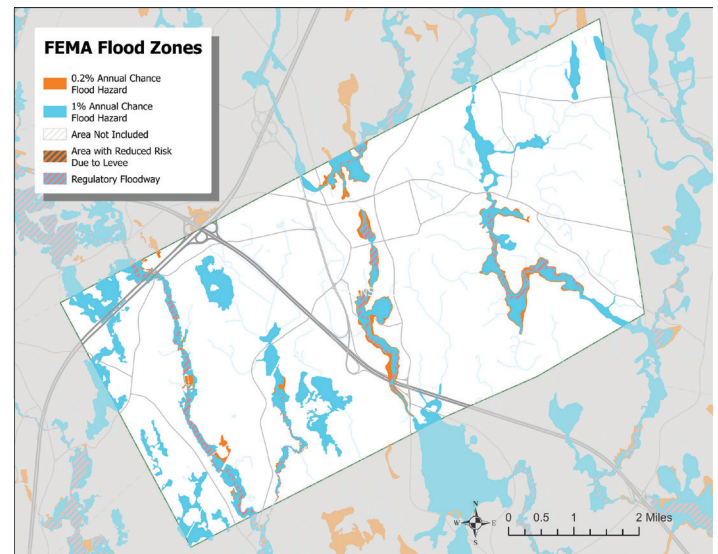 FEMA Flood Zones
0.2% Annual Chance
Flood Hazard
1% Annual Chance
Flood Hazard
Area Not Included
Area with Reduced Risk
Due to Levee
Regulatory Floodway
N
W E
S
0 0.5 1 2 Miles